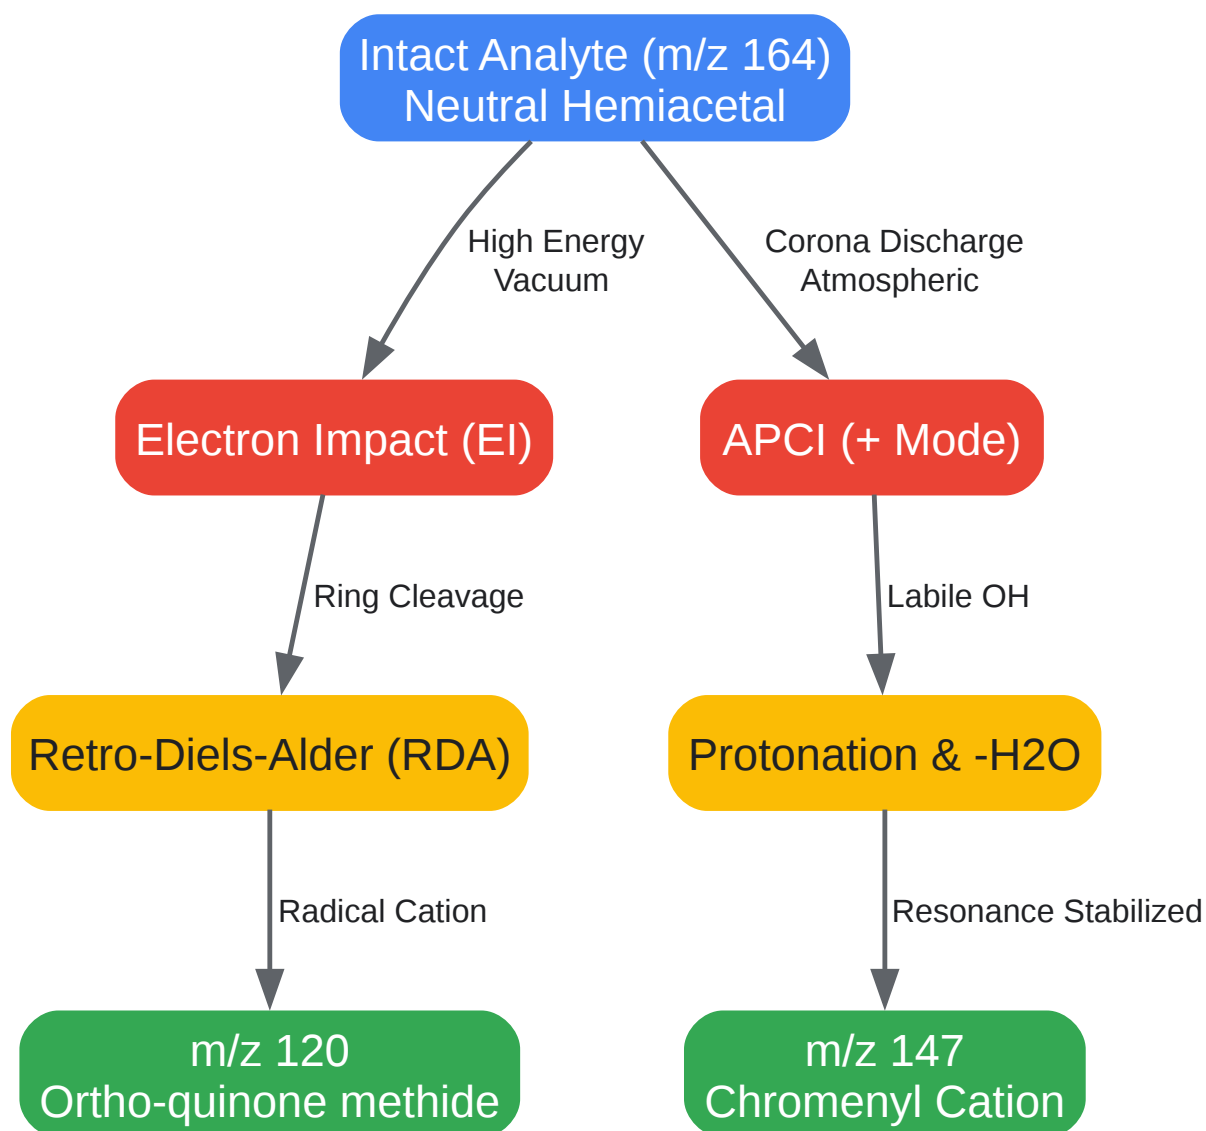 Intact Analyte (m/z 164)
Neutral Hemiacetal
High Energy
Vacuum
Corona Discharge
Atmospheric
Electron Impact (EI)
APCI (+ Mode)
Ring Cleavage
Labile OH
Retro-Diels-Alder (RDA)
Protonation & -H2O
Radical Cation
Resonance Stabilized
m/z 120
Ortho-quinone methide
m/z 147
Chromenyl Cation